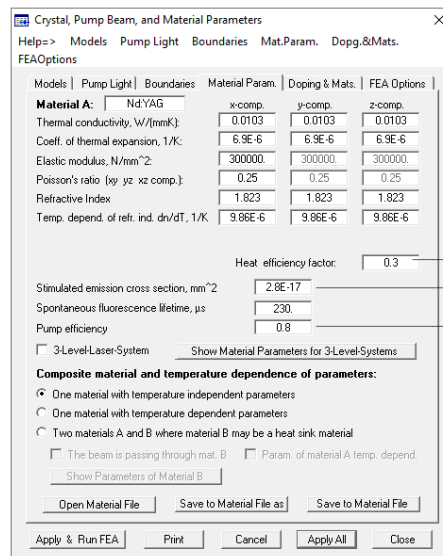 Crystal, Pump Beam, and Material Parameters
Help=> Models Pump Light Boundaries Mat.Param. Dopg.&Mats.
FEAOptions
Models Pump Light Boundaries Material Param. Doping & Mats. FEA Options
Material A: Nd:YAG x-comp. y-comp. z-comp.
Thermal conductivity, W/(mmK): 0.0103 0.0103 0.0103
Coeff. of thermal expansion, 1/K: 6.9E-6 6.9E-6 6.9E-6
Elastic modulus, N/mm^2: 300000. 300000. 300000.
Poisson's ratio (xy yz xz comp.): 0.25 0.25 0.25
Refractive Index 1.823 1.823 1.823
Temp. depend. of refr. ind. dn/dT, 1/K 9.86E-6 9.86E-6 9.86E-6
Heat efficiency factor: 0.3
Stimulated emission cross section, mm^2 2.8E-17
Spontaneous fluorescence lifetime, µs 230.
Pump efficiency 0.8
3-Level-Laser-System Show Material Parameters for 3-Level-Systems
Composite material and temperature dependence of parameters:
One material with temperature independent parameters
One material with temperature dependent parameters
Two materials A and B where material B may be a heat sink material
The beam is passing through mat. B Param. of material A temp. depend.
Show Parameters of Material B
Open Material File Save to Material File as Save to Material File
Apply & Run FEA Print Cancel Apply All Close